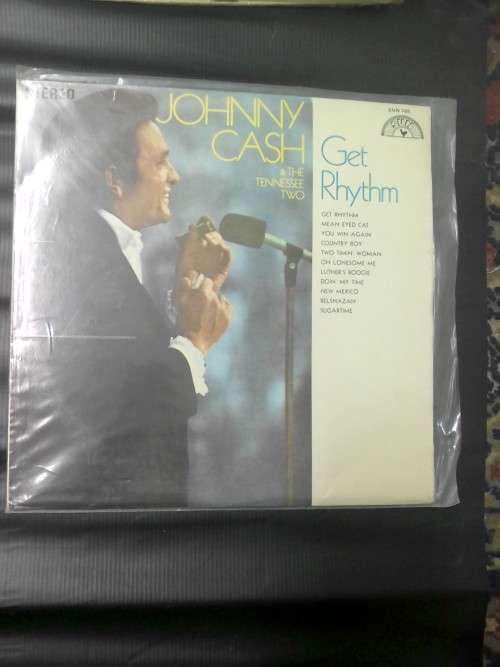 STEREO
JOHNNY
CASH
& THE
TENNESSEE
TWO
Get
Rhythm
GET RHYTHM
MEAN EYED CAT
YOU WIN AGAIN
COUNTRY BOY
TWO TIMIN' WOMAN
OH LONESOME ME
LUTHER'S BOOGIE
DOIN' MY TIME
NEW MEXICO
BELSHAZAH
SUGARTIME